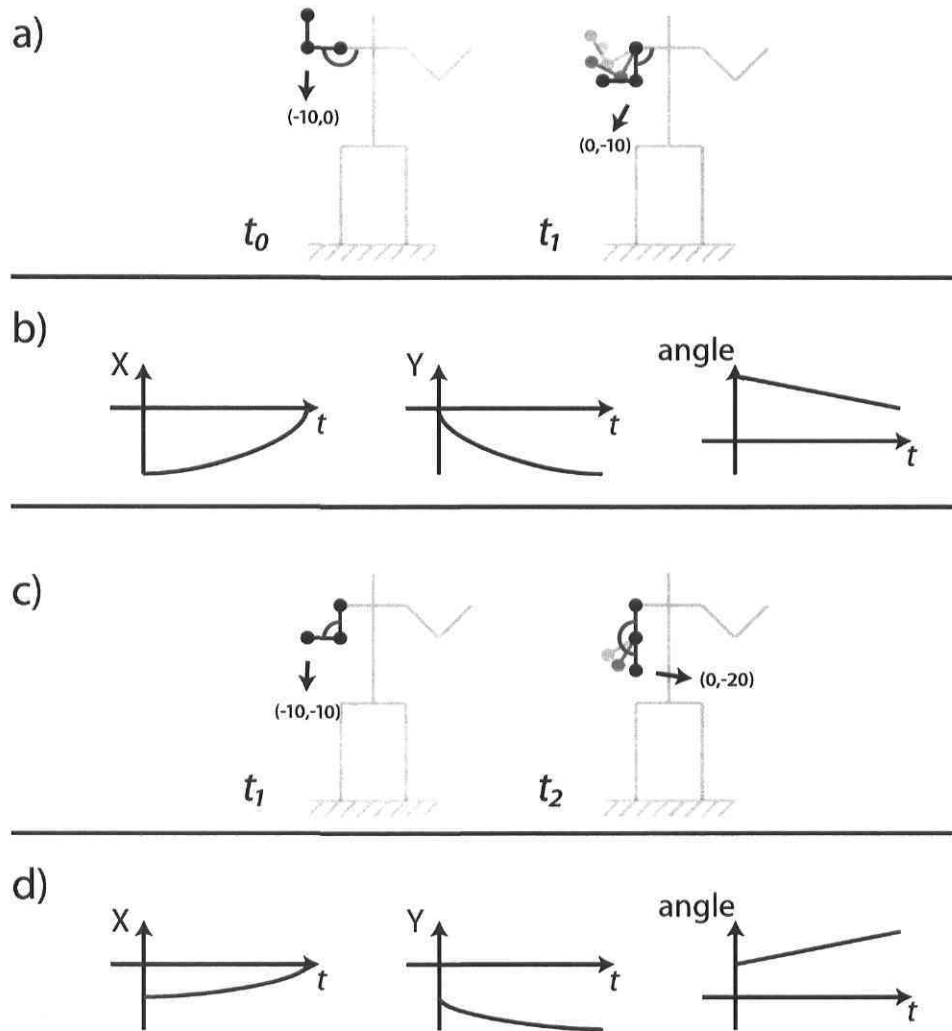 a)
(-10,0)
(0,-10)
t0
t1
b)
X
t
Y
t
angle
t
c)
(-10,-10)
(0,-20)
t1
t2
d)
X
t
Y
t
angle
t